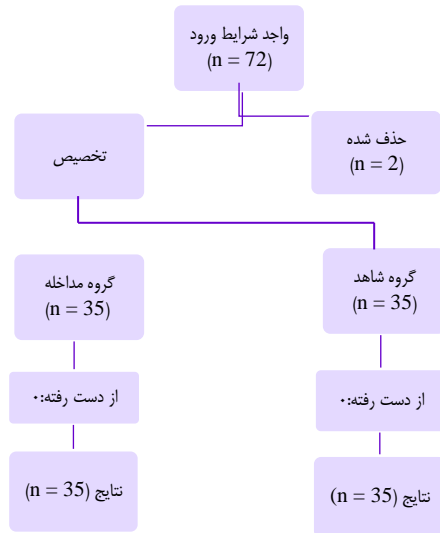 واجد شرایط ورود
(n = 72)
حذف شده
(n = 2)
تخصیص
گروه شاهد
(n = 35)
گروه مداخله
(n = 35)
از دست رفته:۰
از دست رفته:۰
نتایج (n = 35)
نتایج (n = 35)